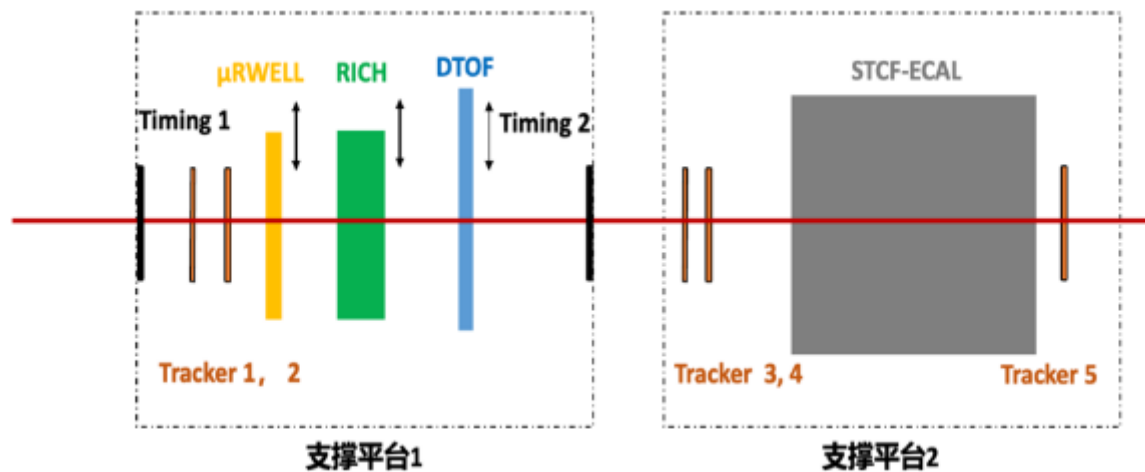 μRWELL RICH DTOF STCF-ECAL
Timing 1 Timing 2
Tracker 1， 2 Tracker 3, 4 Tracker 5
支撑平台1 支撑平台2